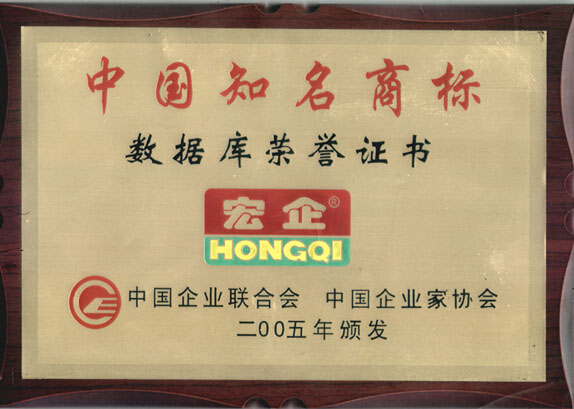 中国知名商标
数据库荣誉证书
宏企®
HONGQI
中国企业联合会 中国企业家协会
二00五年颁发